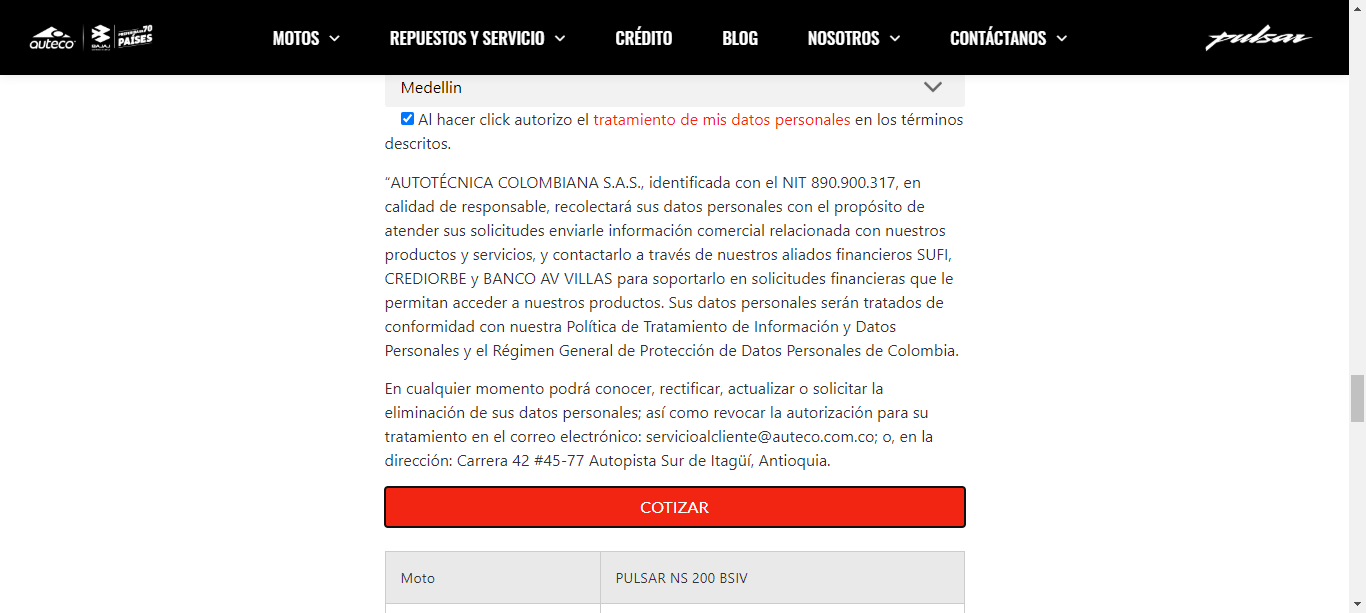 auteco BAJAJ 70 PAÍSES MOTOS REPUESTOS Y SERVICIO CRÉDITO BLOG NOSOTROS CONTÁCTANOS pulsar
Medellin
Al hacer click autorizo el tratamiento de mis datos personales en los términos
descritos.
“AUTOTÉCNICA COLOMBIANA S.A.S., identificada con el NIT 890.900.317, en
calidad de responsable, recolectará sus datos personales con el propósito de
atender sus solicitudes enviarle información comercial relacionada con nuestros
productos y servicios, y contactarlo a través de nuestros aliados financieros SUFI,
CREDIORBE y BANCO AV VILLAS para soportarlo en solicitudes financieras que le
permitan acceder a nuestros productos. Sus datos personales serán tratados de
conformidad con nuestra Política de Tratamiento de Información y Datos
Personales y el Régimen General de Protección de Datos Personales de Colombia.
En cualquier momento podrá conocer, rectificar, actualizar o solicitar la
eliminación de sus datos personales; así como revocar la autorización para su
tratamiento en el correo electrónico: servicioalcliente@auteco.com.co; o, en la
dirección: Carrera 42 #45-77 Autopista Sur de Itagüí, Antioquia.
COTIZAR
Moto PULSAR NS 200 BSIV